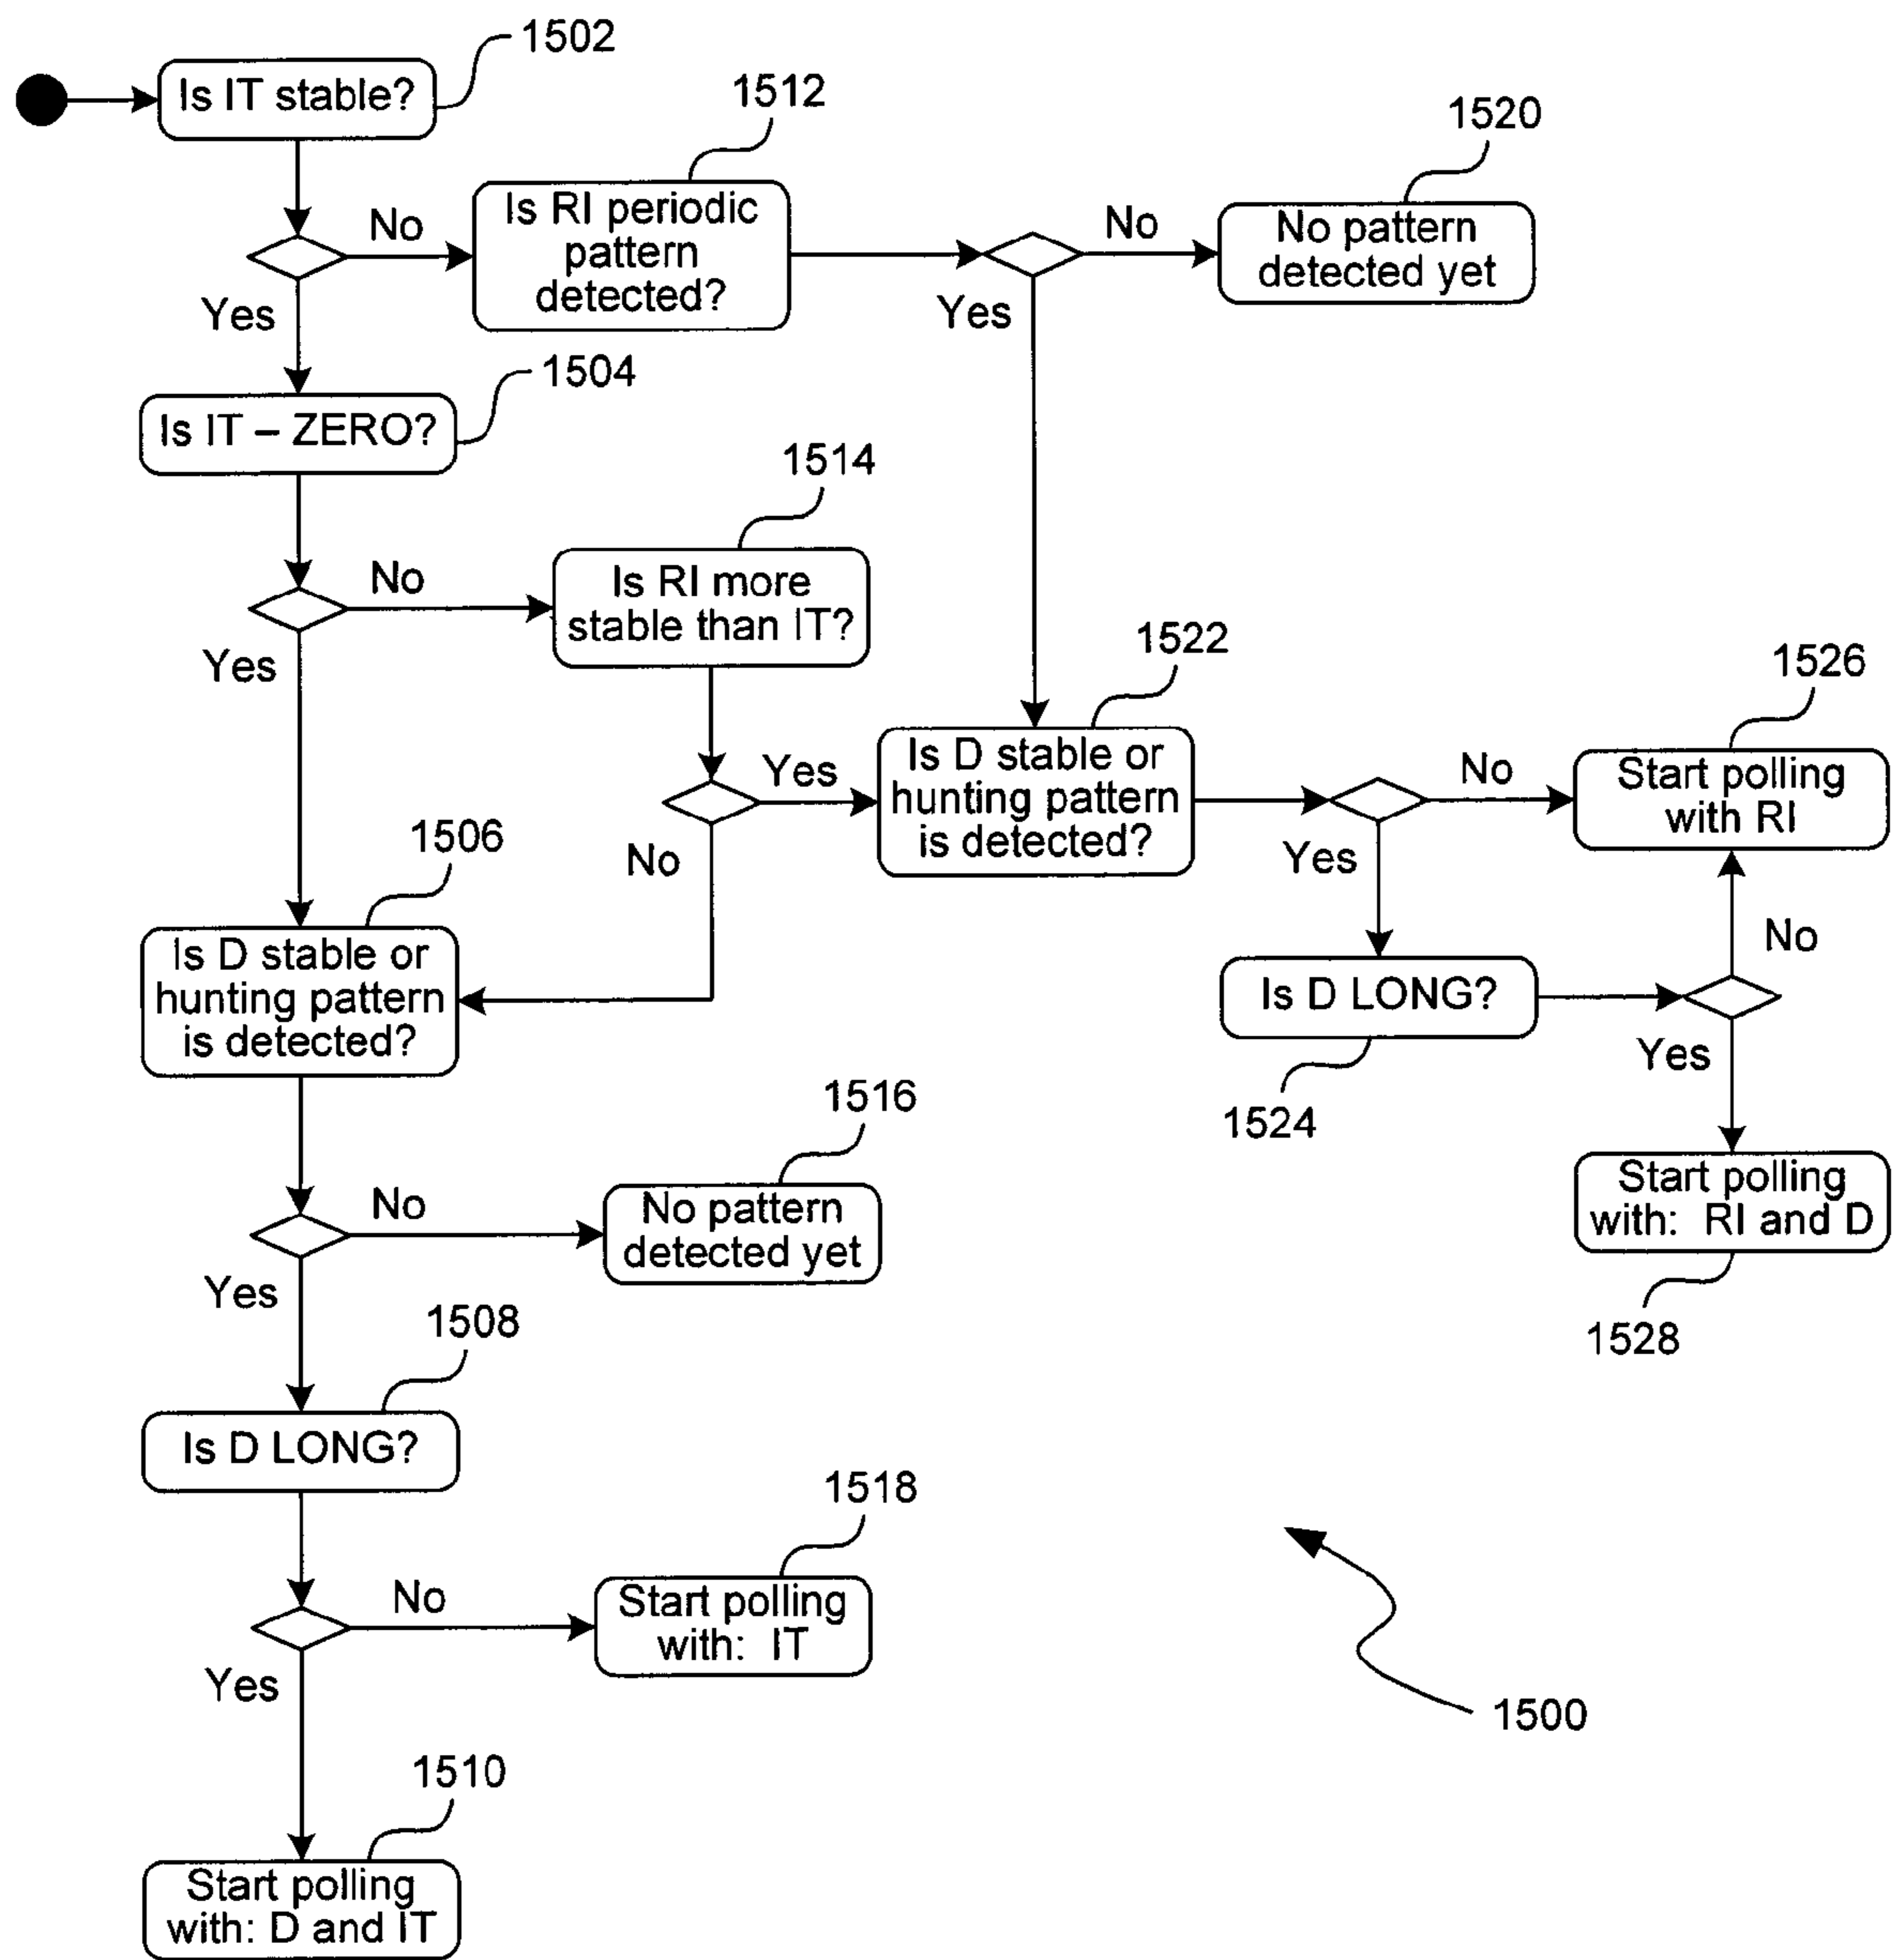 1502
Is IT stable?
1512
1520
No
Is RI periodic
pattern
detected?
No
No pattern
detected yet
Yes
Yes
1504
Is IT – ZERO?
1514
No
Is RI more
stable than IT?
Yes
1522
1526
Yes
Is D stable or
hunting pattern
is detected?
No
Start polling
with RI
No
Yes
1506
Is D stable or
hunting pattern
is detected?
Is D LONG?
No
Yes
1524
1516
Start polling
with: RI and D
No
No pattern
detected yet
Yes
1528
1508
Is D LONG?
1518
No
Start polling
with: IT
Yes
1500
1510
Start polling
with: D and IT